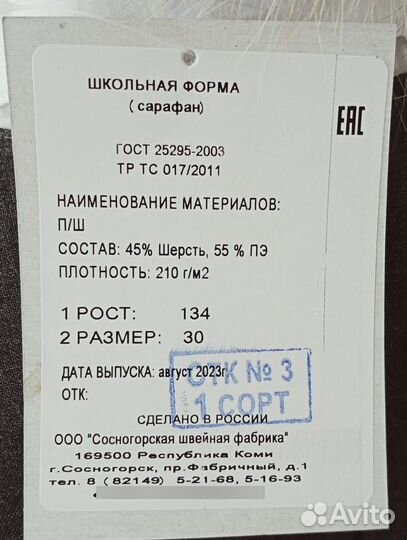 ШКОЛЬНАЯ ФОРМА
( сарафан)
EAC
ГОСТ 25295-2003
ТР ТС 017/2011
НАИМЕНОВАНИЕ МАТЕРИАЛОВ:
П/Ш
СОСТАВ: 45% Шерсть, 55 % ПЭ
ПЛОТНОСТЬ: 210 г/м2
1 РОСТ: 134
2 РАЗМЕР: 30
ДАТА ВЫПУСКА: август 2023г
ОТК:
ОТК № 3
1 СОРТ
СДЕЛАНО В РОССИИ
ООО "Сосногорская швейная фабрика"
169500 Республика Коми
г.Сосногорск, пр.Фабричный, д.1
тел. 8 ( 82149) 5-21-68, 5-16-93
Avito